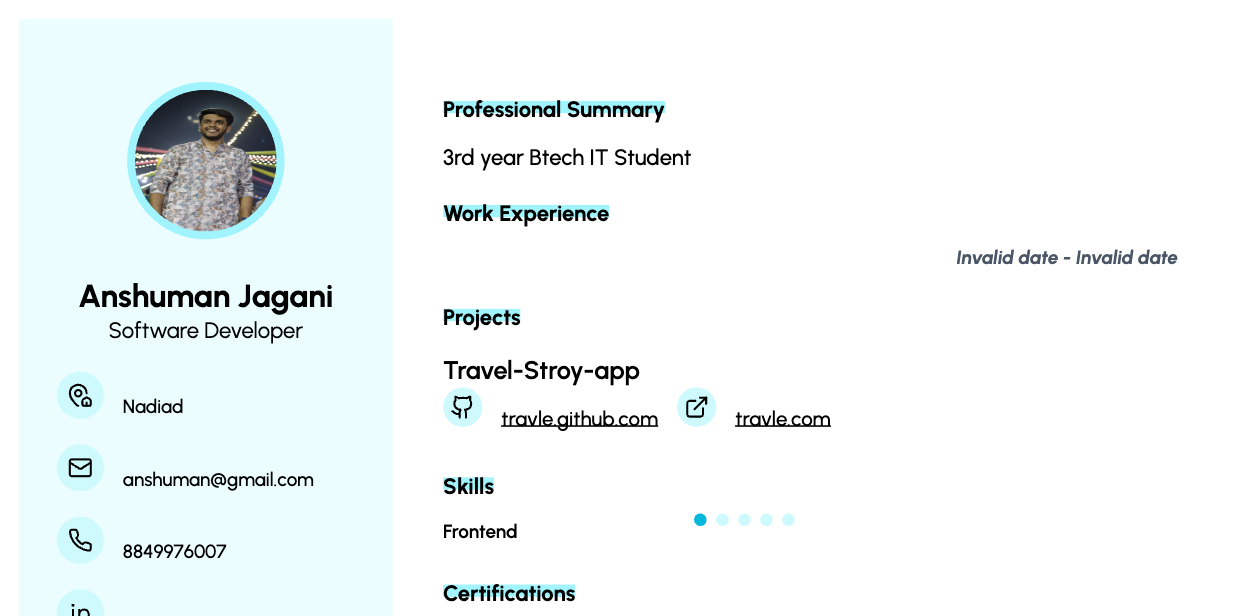 Anshuman Jagani
Software Developer
Nadiad
anshuman@gmail.com
8849976007
in
Professional Summary
3rd year Btech IT Student
Work Experience
Invalid date - Invalid date
Projects
Travel-Stroy-app
travle.github.com travle.com
Skills
Frontend
Certifications